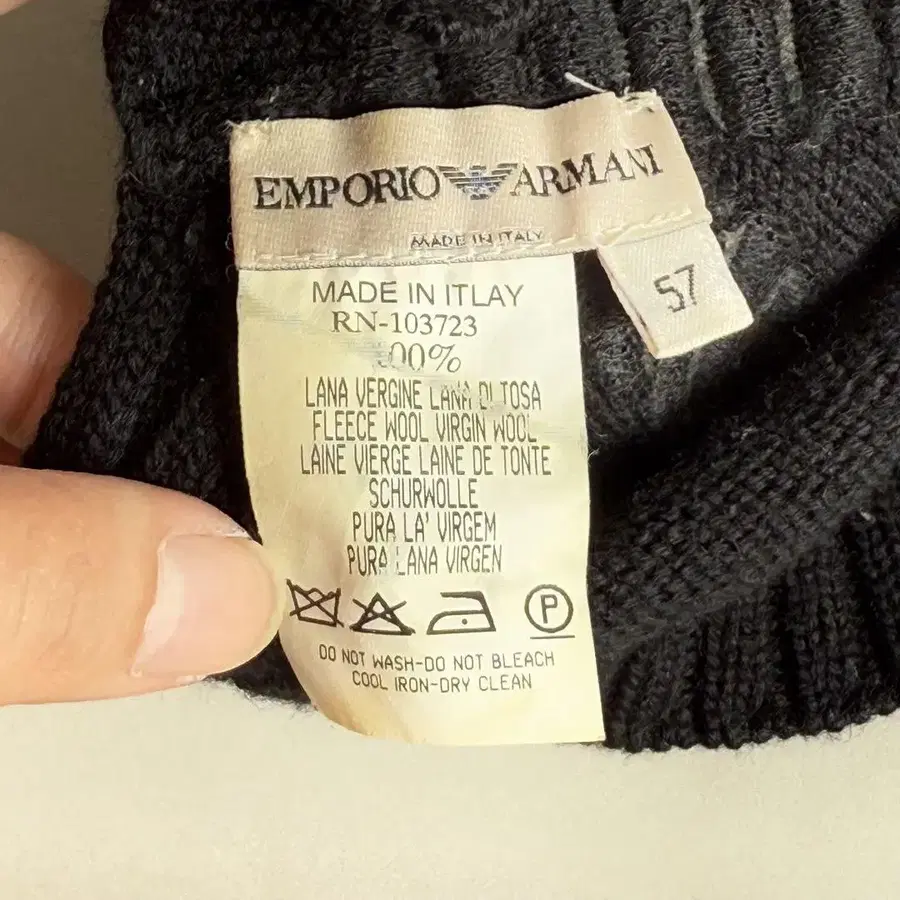 EMPORIO ARMANI
MADE IN ITALY
57
MADE IN ITLAY
RN-103723
100%
LANA VERGINE LANA DI TOSA
FLEECE WOOL VIRGIN WOOL
LAINE VIERGE LAINE DE TONTE
SCHURWOLLE
PURA LA' VIRGEM
PURA LANA VIRGEN
P
DO NOT WASH-DO NOT BLEACH
COOL IRON-DRY CLEAN